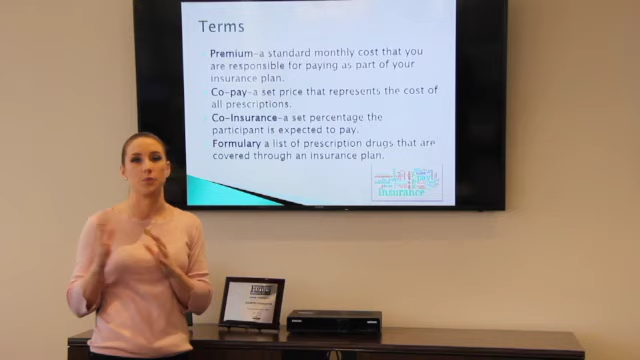 Terms
Premium-a standard monthly cost that you
are responsible for paying as part of your
insurance plan.
Co-pay-a set price that represents the cost of
all prescriptions.
Co-Insurance-a set percentage the
participant is expected to pay.
Formulary a list of prescription drugs that are
covered through an insurance plan.
pay
Insurance